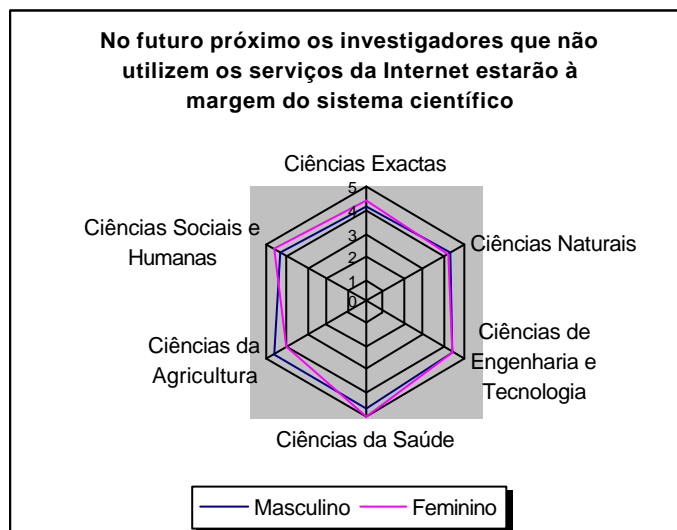 No futuro próximo os investigadores que não
utilizem os serviços da Internet estarão à
margem do sistema científico
Ciências Exactas
5
4
3
2
1
0
Ciências Sociais e
Humanas
Ciências Naturais
Ciências da
Agricultura
Ciências de
Engenharia e
Tecnologia
Ciências da Saúde
Masculino
Feminino